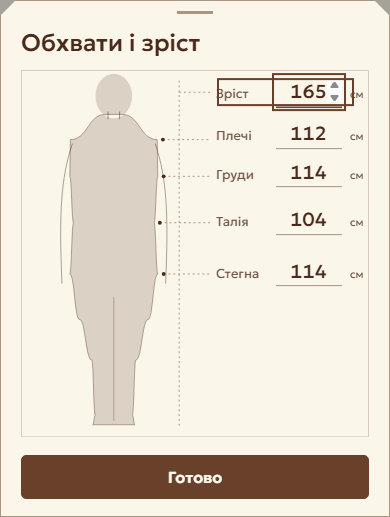 Обхвати і зріст
Зріст 165 см
Плечі 112 см
Груди 114 см
Талія 104 см
Стегна 114 см
Готово